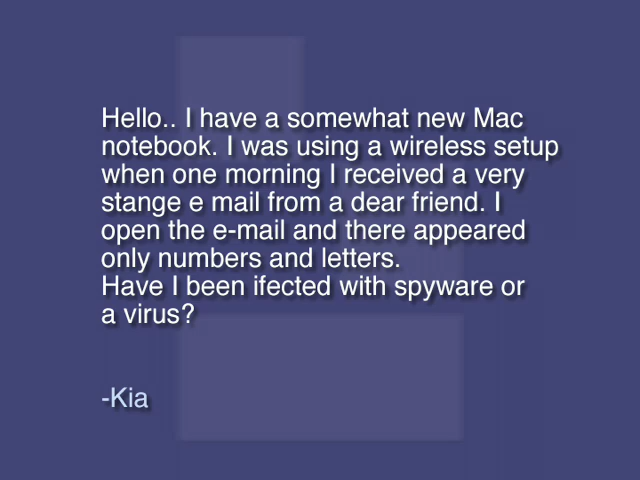 Hello.. I have a somewhat new Mac
notebook. I was using a wireless setup
when one morning I received a very
stange e mail from a dear friend. I
open the e-mail and there appeared
only numbers and letters.
Have I been ifected with spyware or
a virus?
-Kia